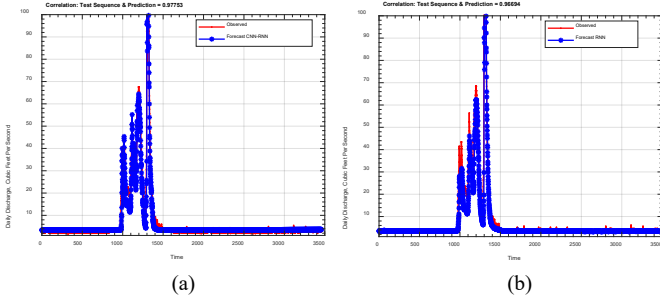 Correlation: Test Sequence & Prediction = 0.97753
Observed
Forecast CNN-RNN
Daily Discharge, Cubic Feet Per Second
100
90
80
70
60
50
40
30
20
10
0 500 1000 1500 2000 2500 3000 3500
Time
(a)
Correlation: Test Sequence & Prediction = 0.96694
Observed
Forecast RNN
Daily Discharge, Cubic Feet Per Second
100
90
80
70
60
50
40
30
20
10
0 500 1000 1500 2000 2500 3000 3500
Time
(b)